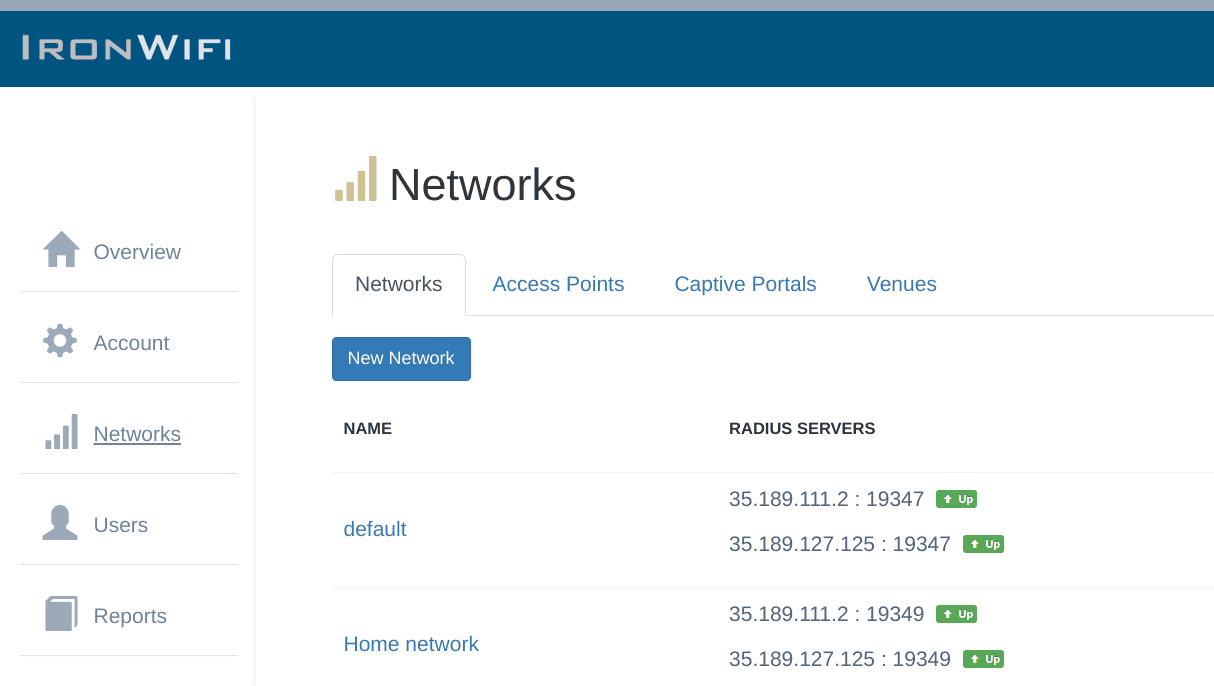 IRONWIFI
Networks
Overview
Account
Networks
Users
Reports
Networks Access Points Captive Portals Venues
New Network
NAME RADIUS SERVERS
default
35.189.111.2 : 19347 Up
35.189.127.125 : 19347 Up
Home network
35.189.111.2 : 19349 Up
35.189.127.125 : 19349 Up